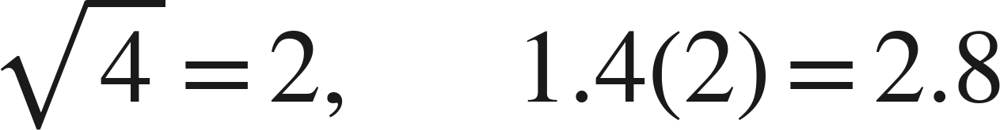 √4 = 2, 1.4(2) = 2.8